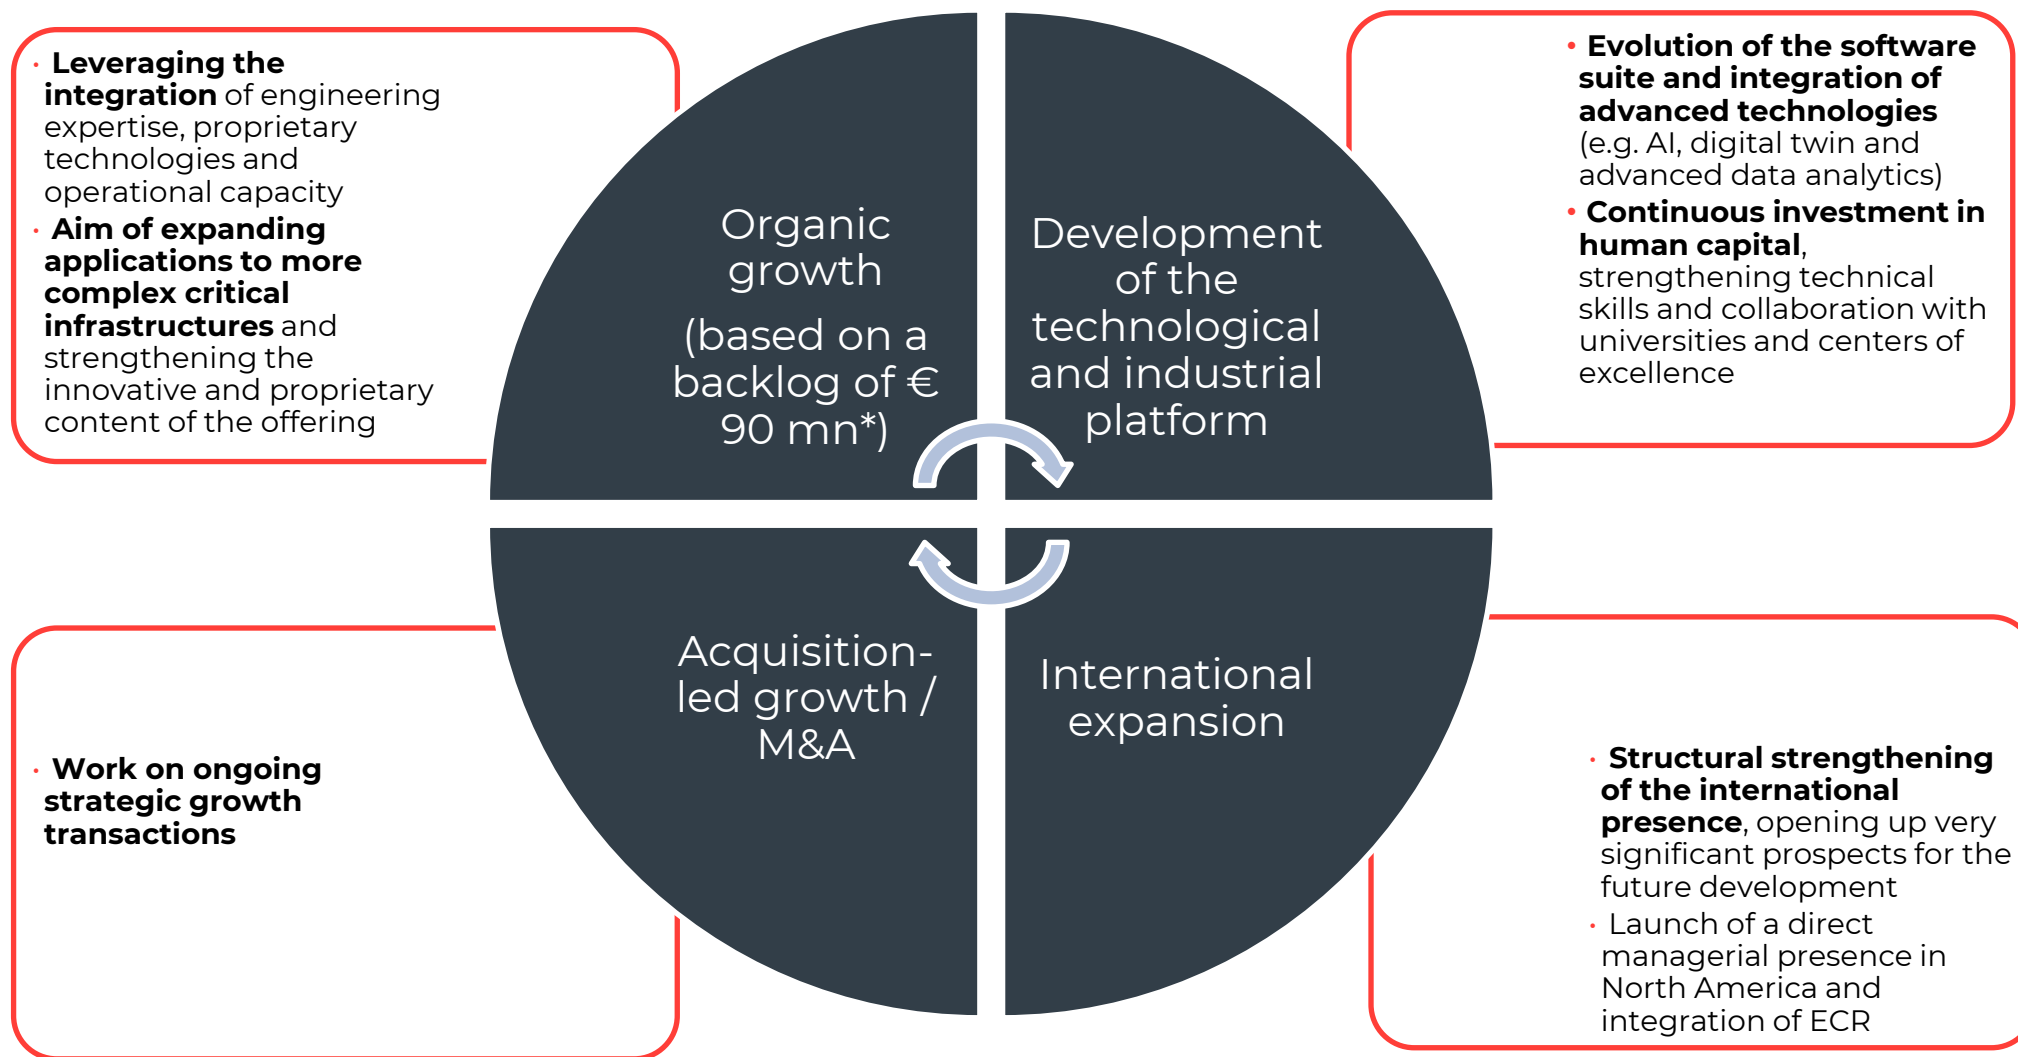 · Leveraging the
integration of engineering
expertise, proprietary
technologies and
operational capacity
· Aim of expanding
applications to more
complex critical
infrastructures and
strengthening the
innovative and proprietary
content of the offering
Organic
growth
(based on a
backlog of €
90 mn*)
Development
of the
technological
and industrial
platform
• Evolution of the software
suite and integration of
advanced technologies
(e.g. AI, digital twin and
advanced data analytics)
• Continuous investment in
human capital,
strengthening technical
skills and collaboration with
universities and centers of
excellence
· Work on ongoing
strategic growth
transactions
Acquisition-
led growth /
M&A
International
expansion
· Structural strengthening
of the international
presence, opening up very
significant prospects for the
future development
· Launch of a direct
managerial presence in
North America and
integration of ECR